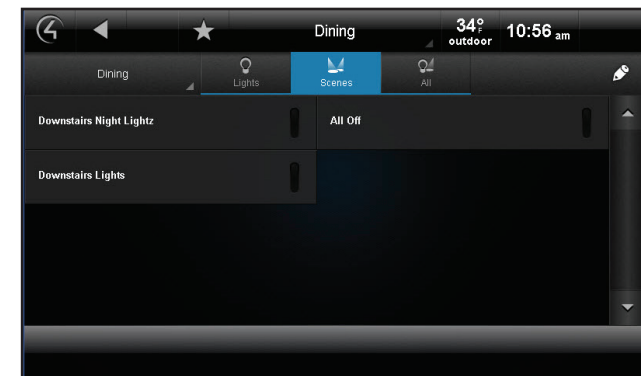 Dining
34°F
outdoor
10:56 am
Dining
Lights
Scenes
All
Downstairs Night Lightz
All Off
Downstairs Lights